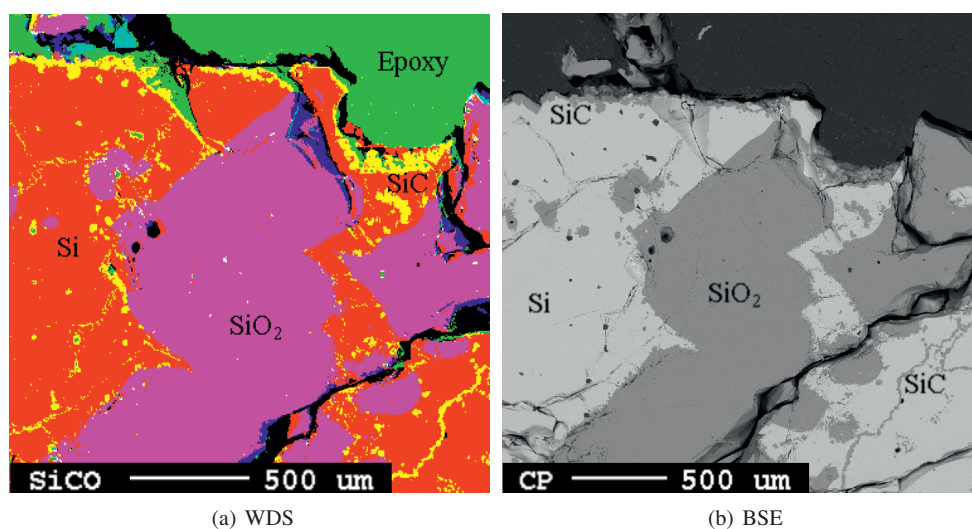 Epoxy
SiC
Si
SiO₂
SiCO 500 um
SiC
Si
SiO₂
SiC
CP 500 um
(a) WDS
(b) BSE